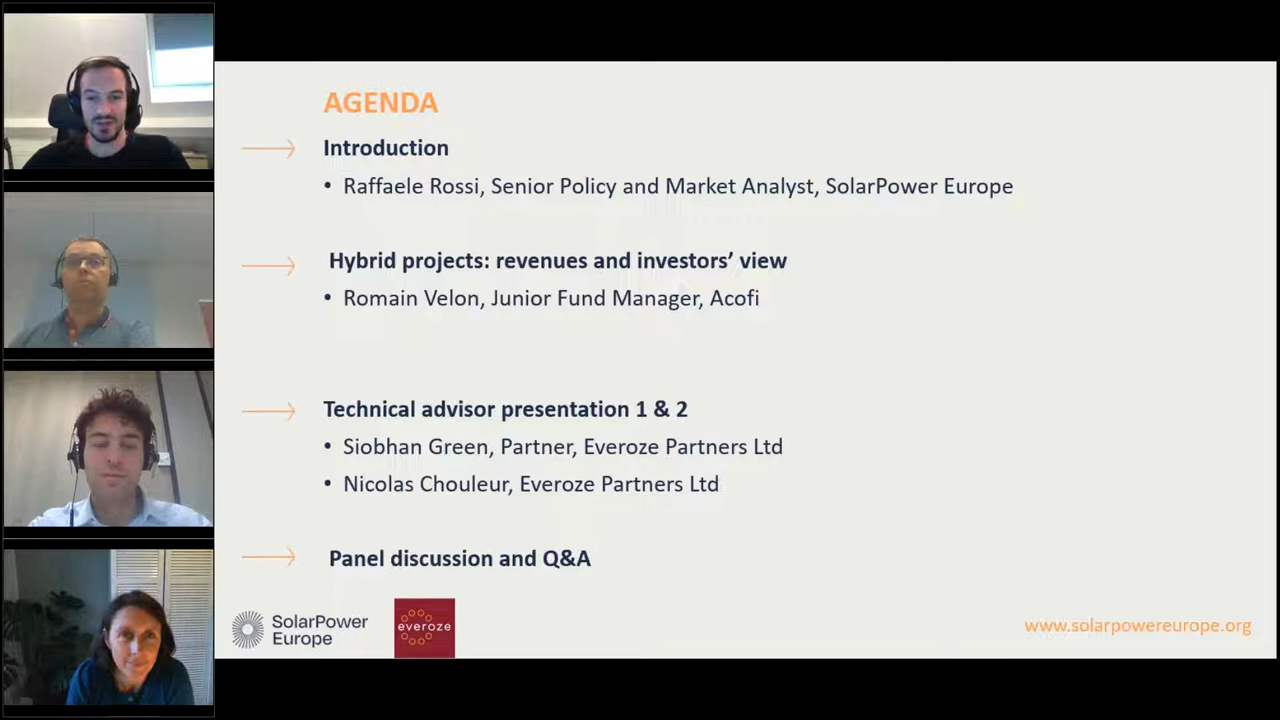 AGENDA
Introduction
• Raffaele Rossi, Senior Policy and Market Analyst, SolarPower Europe
Hybrid projects: revenues and investors’ view
• Romain Velon, Junior Fund Manager, Acofi
Technical advisor presentation 1 & 2
• Siobhan Green, Partner, Everoze Partners Ltd
• Nicolas Chouleur, Everoze Partners Ltd
Panel discussion and Q&A
SolarPower
Europe
everoze
www.solarpowereurope.org